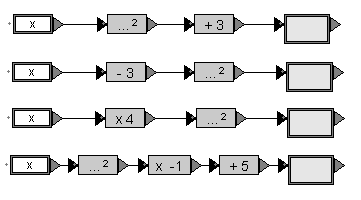 x ...² + 3
x - 3 ...²
x x 4 ...²
x ...² x -1 + 5